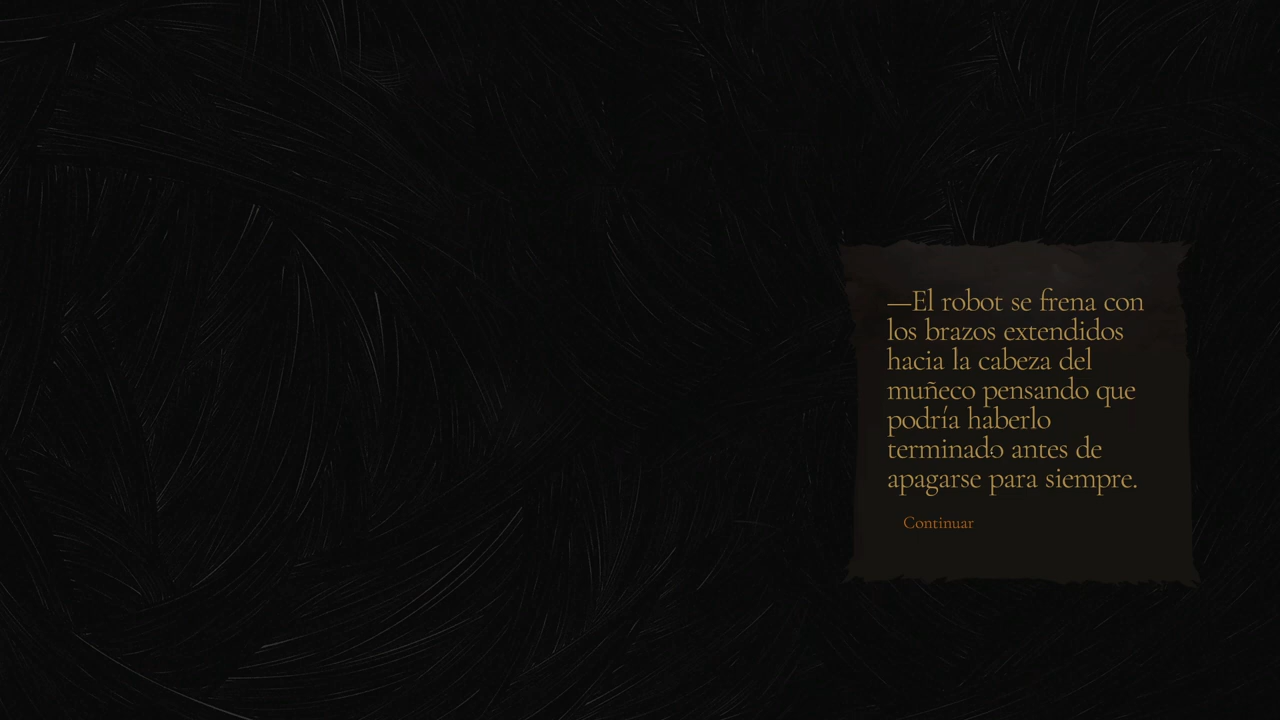 —El robot se frena con
los brazos extendidos
hacia la cabeza del
muñeco pensando que
podría haberlo
terminado antes de
apagarse para siempre.
Continuar